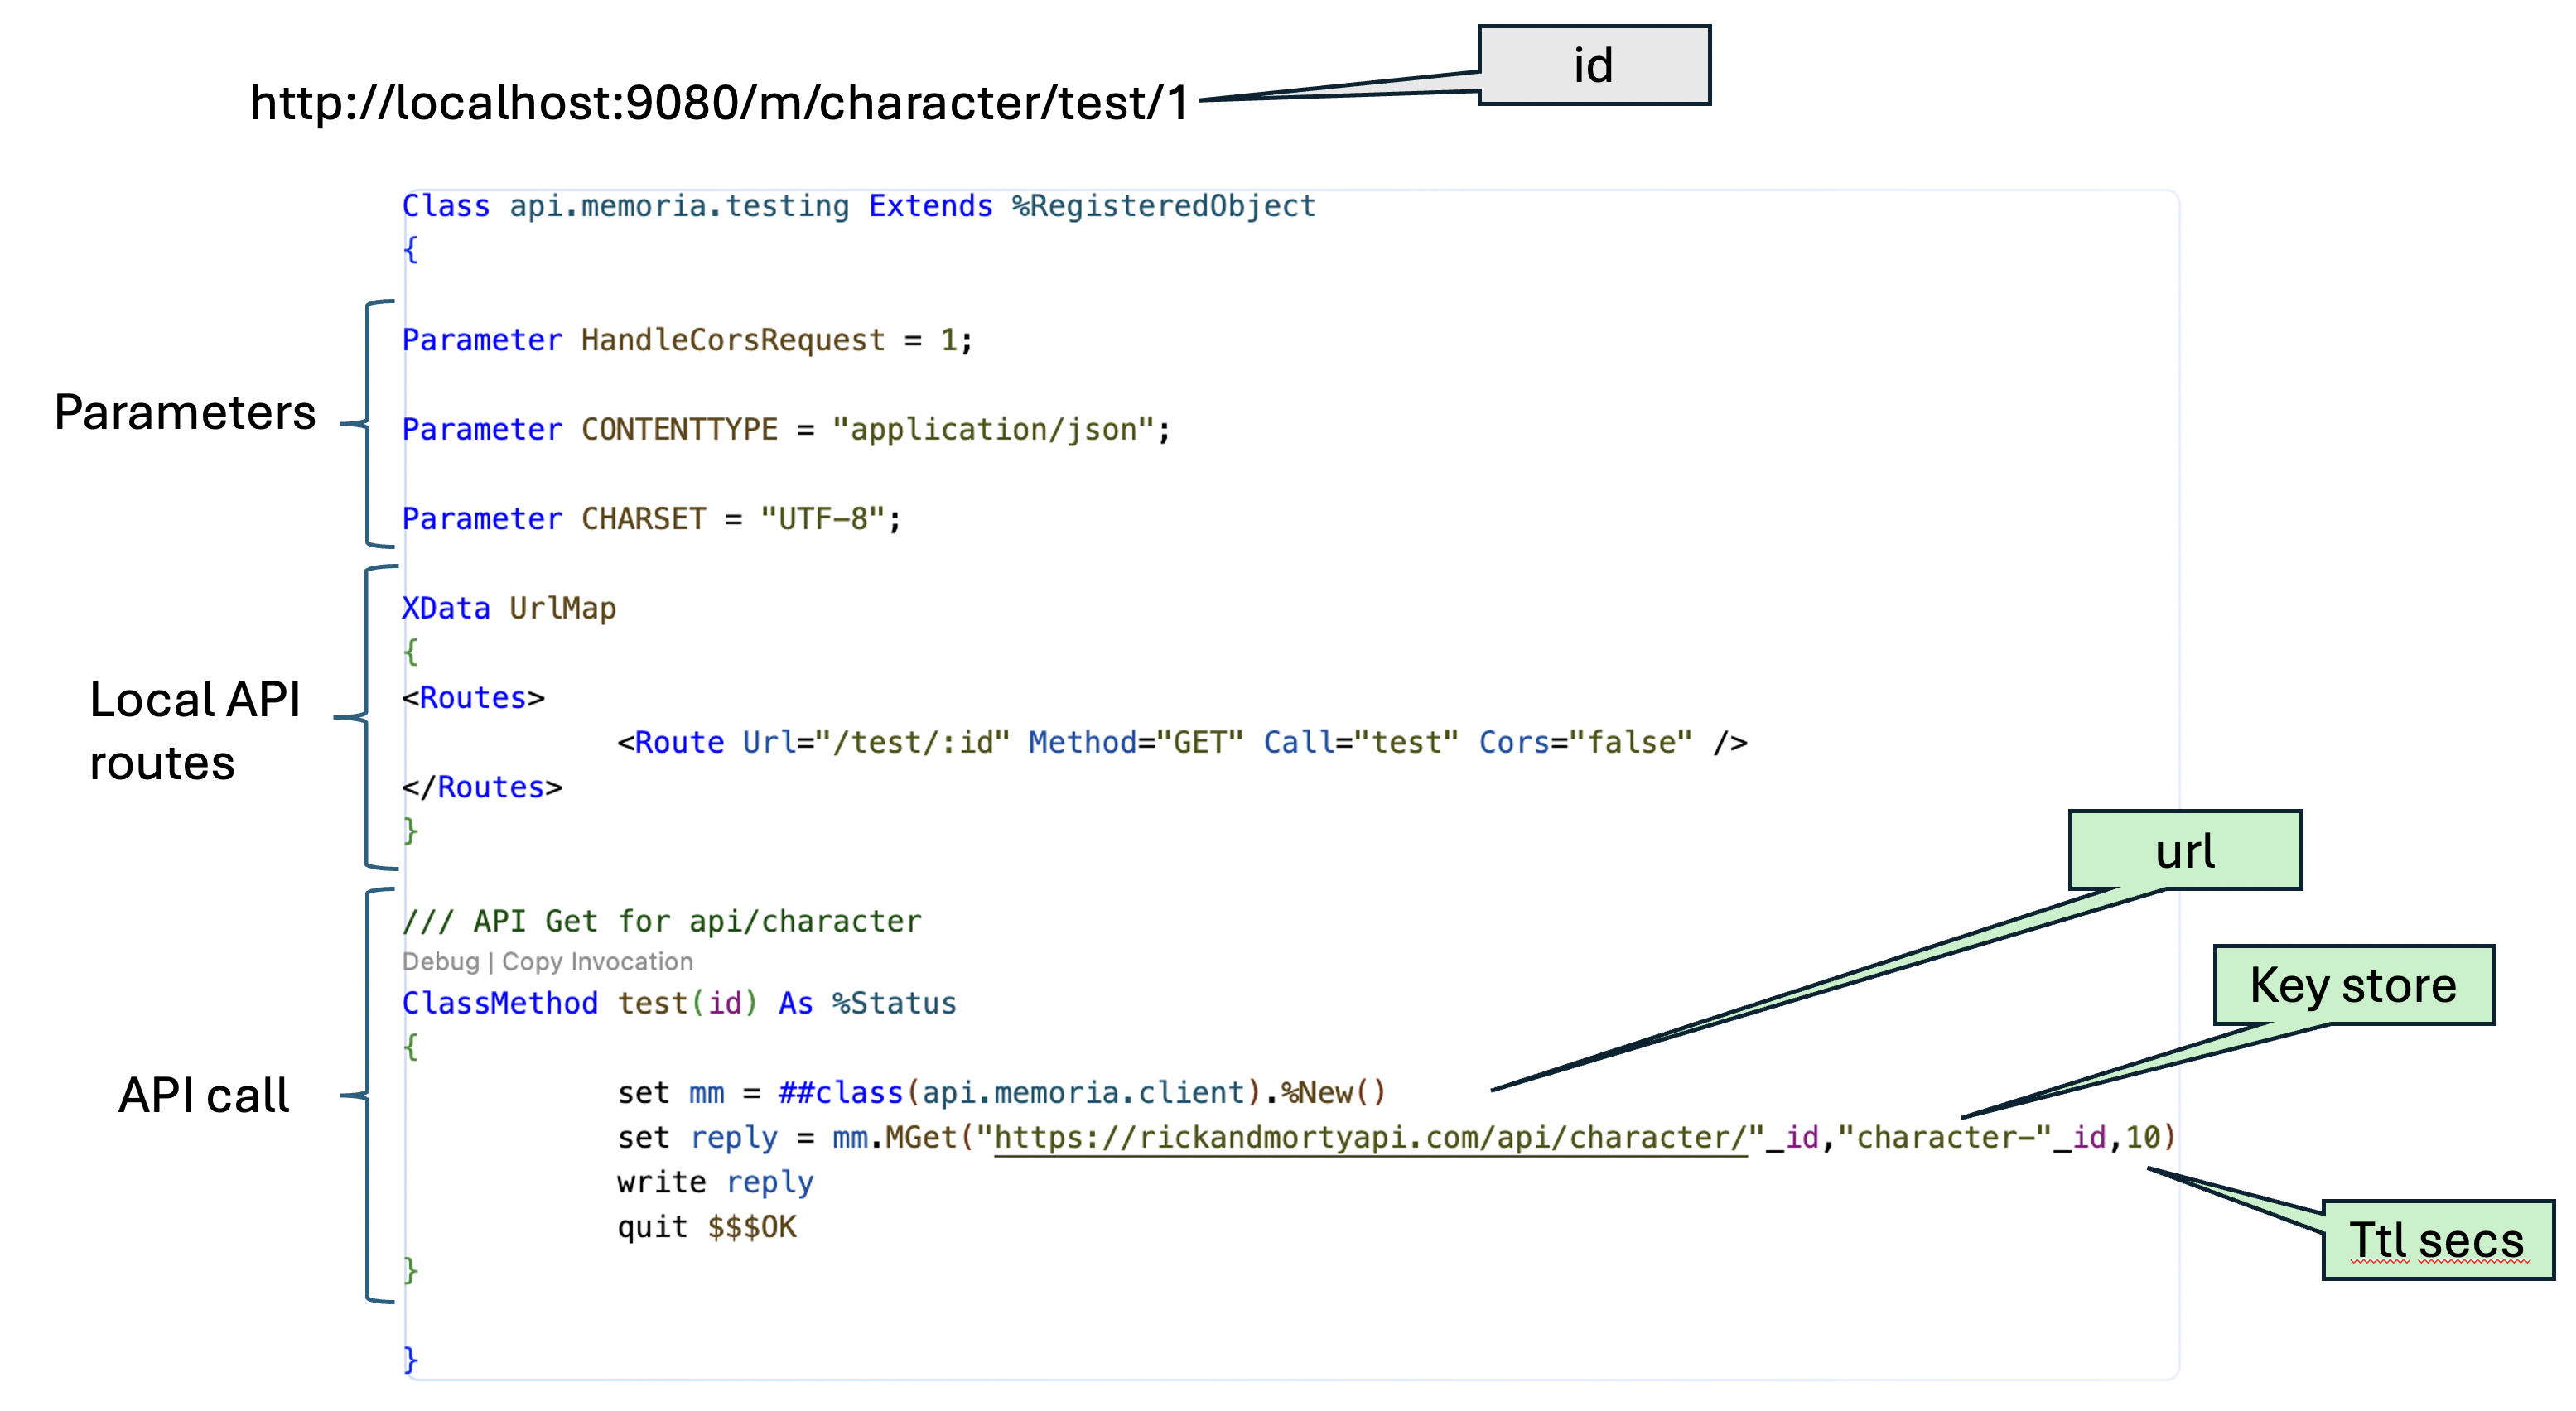 id
http://localhost:9080/m/character/test/1
Class api.memoria.testing Extends %RegisteredObject
{
Parameters
Parameter HandleCorsRequest = 1;
Parameter CONTENTTYPE = "application/json";
Parameter CHARSET = "UTF-8";
Local API
routes
XData UrlMap
{
<Routes>
<Route Url="/test/:id" Method="GET" Call="test" Cors="false" />
</Routes>
}
API call
/// API Get for api/character
Debug | Copy Invocation
ClassMethod test(id) As %Status
{
set mm = ##class(api.memoria.client).%New()
set reply = mm.MGet("https://rickandmortyapi.com/api/character/"_id,"character-"_id,10)
write reply
quit $$$OK
}
}
url
Key store
Ttl secs